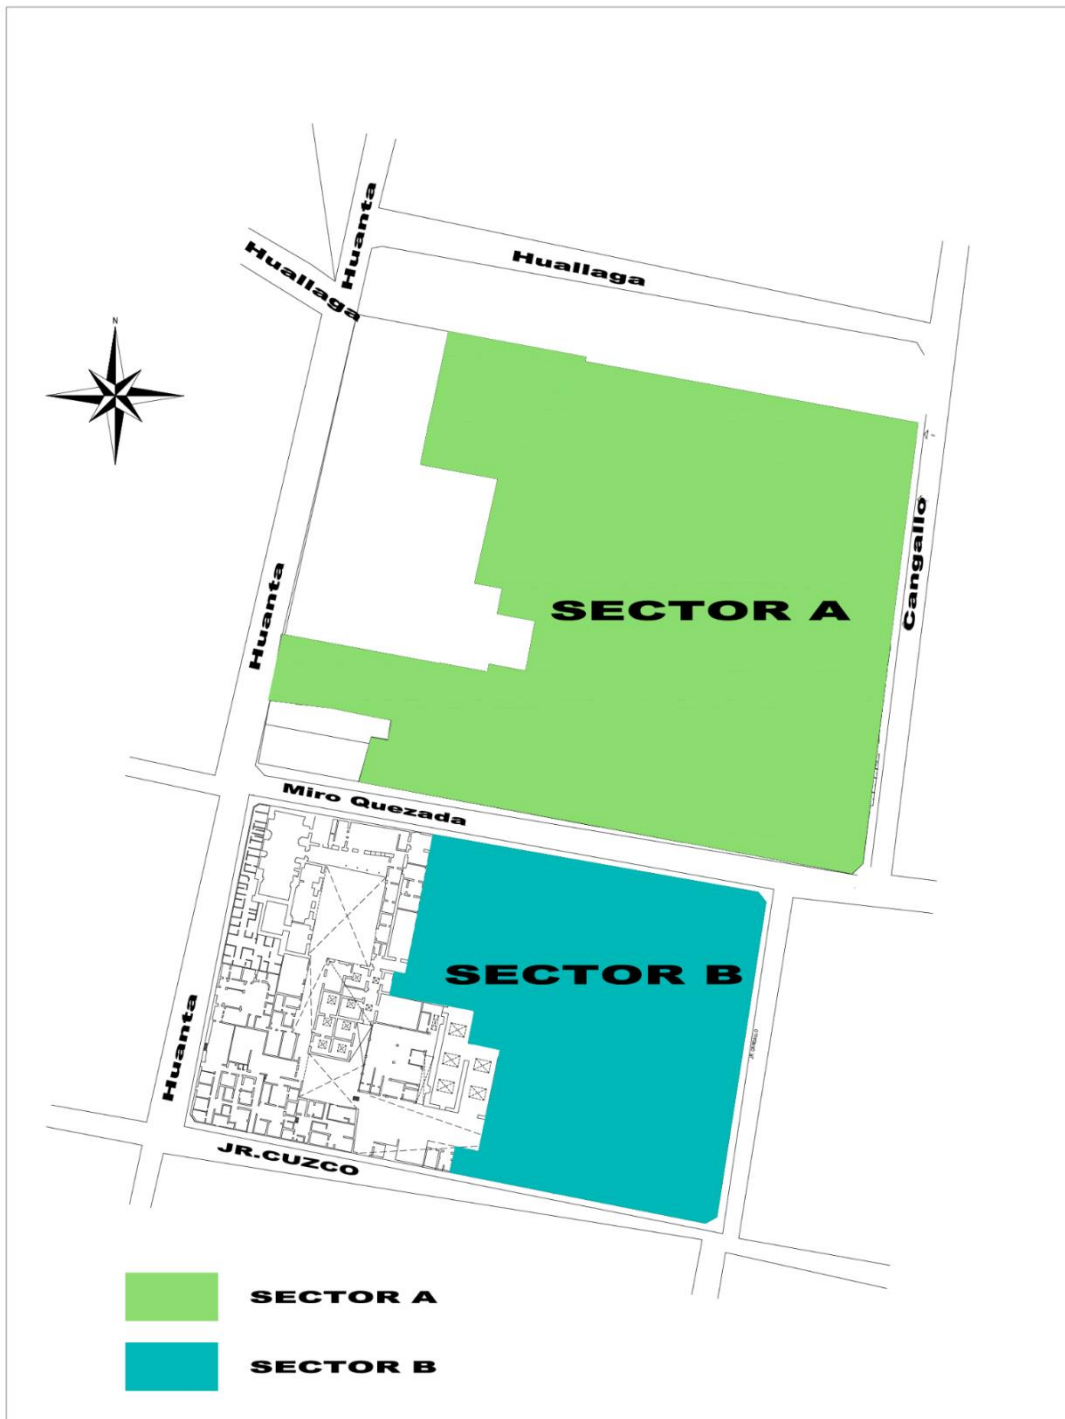 Huanta
Huallaga
Huallaga
N
Cangallo
SECTOR A
Huanta
Miro Quezada
SECTOR B
Huanta
JR.CUZCO
SECTOR A
SECTOR B